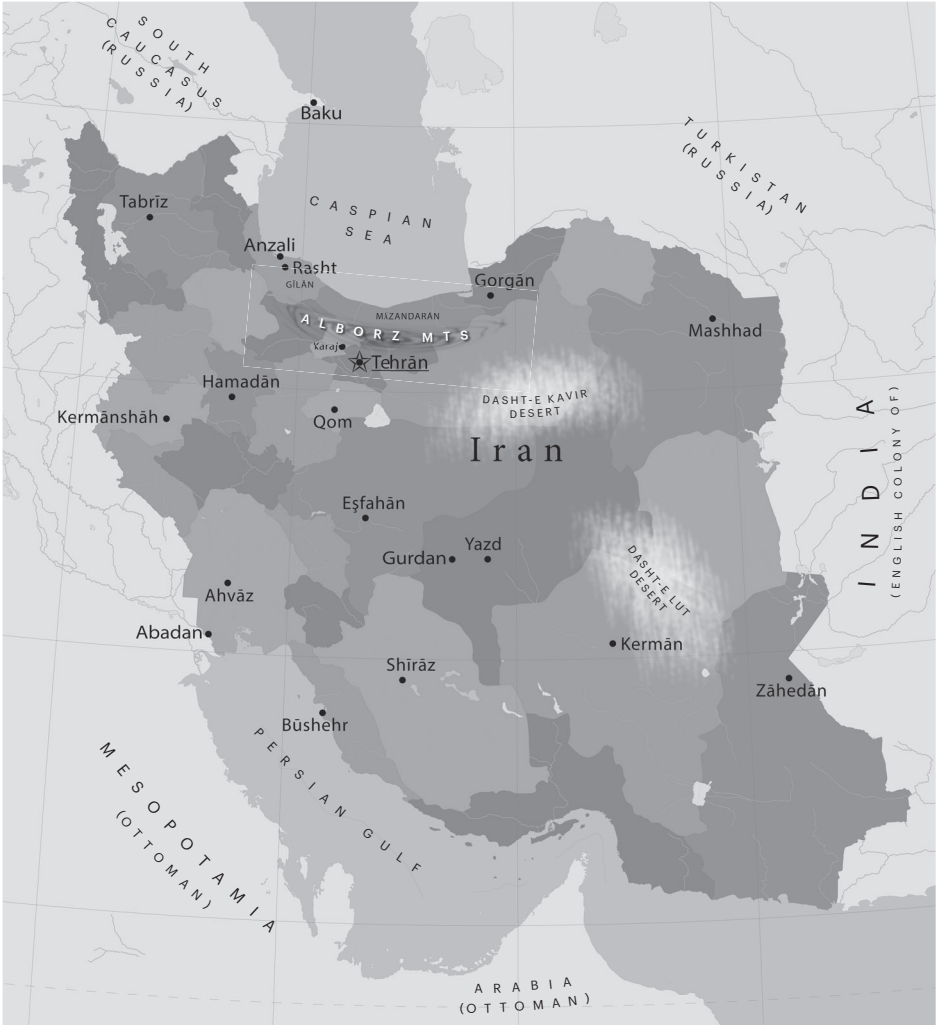 SOUTH
CAUCASUS
(RUSSIA)
Baku
TURKISTAN
(RUSSIA)
Tabrīz
CASPIAN
SEA
Anzali
Rasht
GĪLĀN
Gorgān
MĀZANDARĀN
ALBORZ MTS
Mashhad
Karaj
Tehrān
Hamadān
DASHT-E KAVIR
DESERT
Kermānshāh
Qom
Iran
INDIA
(ENGLISH COLONY OF)
Eşfahān
Gurdan
Yazd
DASHT-E LUT
DESERT
Ahvāz
Abadan
Kermān
Shīrāz
Zāhedān
Būshehr
PERSIAN GULF
MESOPOTAMIA
(OTTOMAN)
ARABIA
(OTTOMAN)